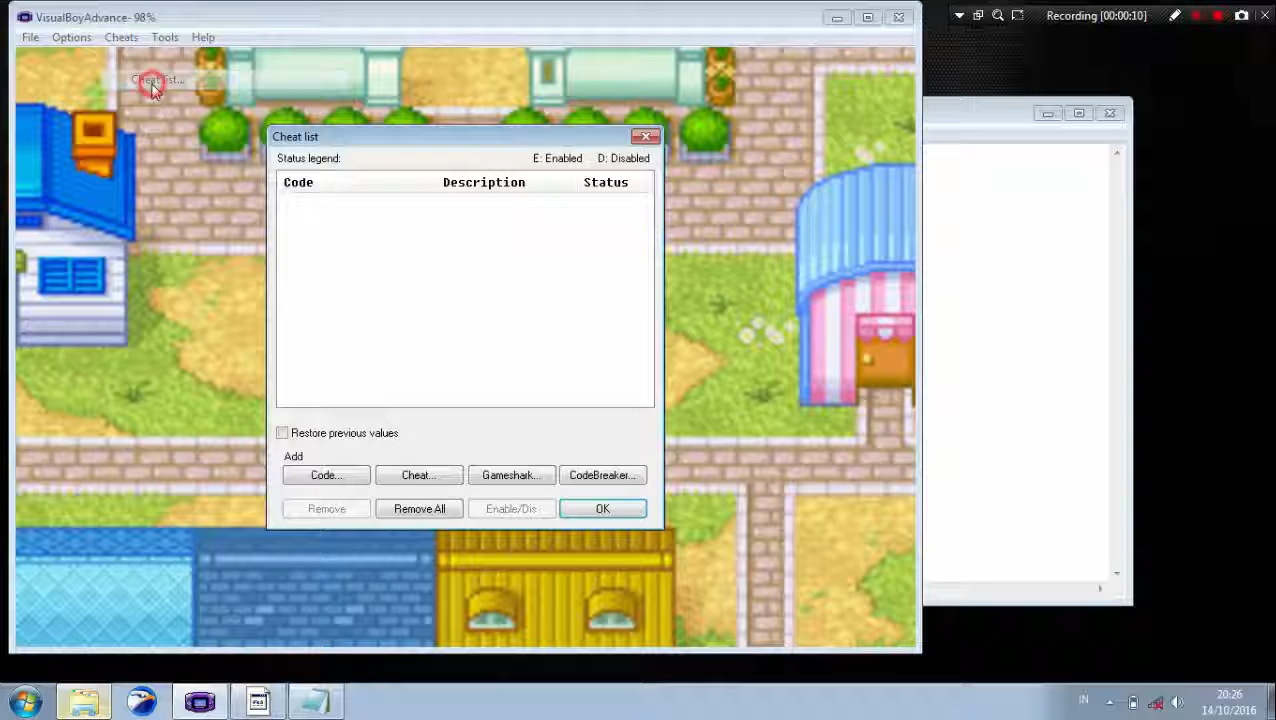 VisualBoyAdvance- 98%
Recording [00:00:10]
File Options Cheats Tools Help
Cheat list...
Cheat list
Status legend: E: Enabled D: Disabled
Code Description Status
Restore previous values
Add
Code... Cheat... Gameshark... CodeBreaker...
Remove Remove All Enable/Dis OK
IN
20:26
14/10/2016